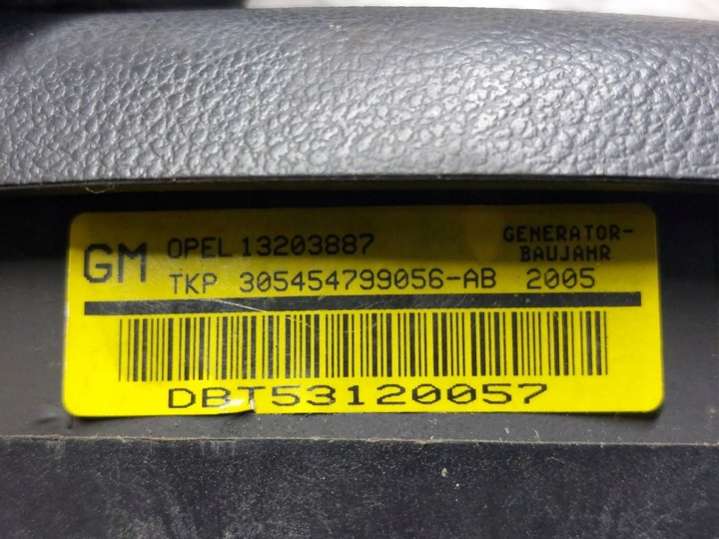 GM OPEL 13203887 GENERATOR-
BAUJAHR
TKP 305454799056-AB 2005
DBT53120057